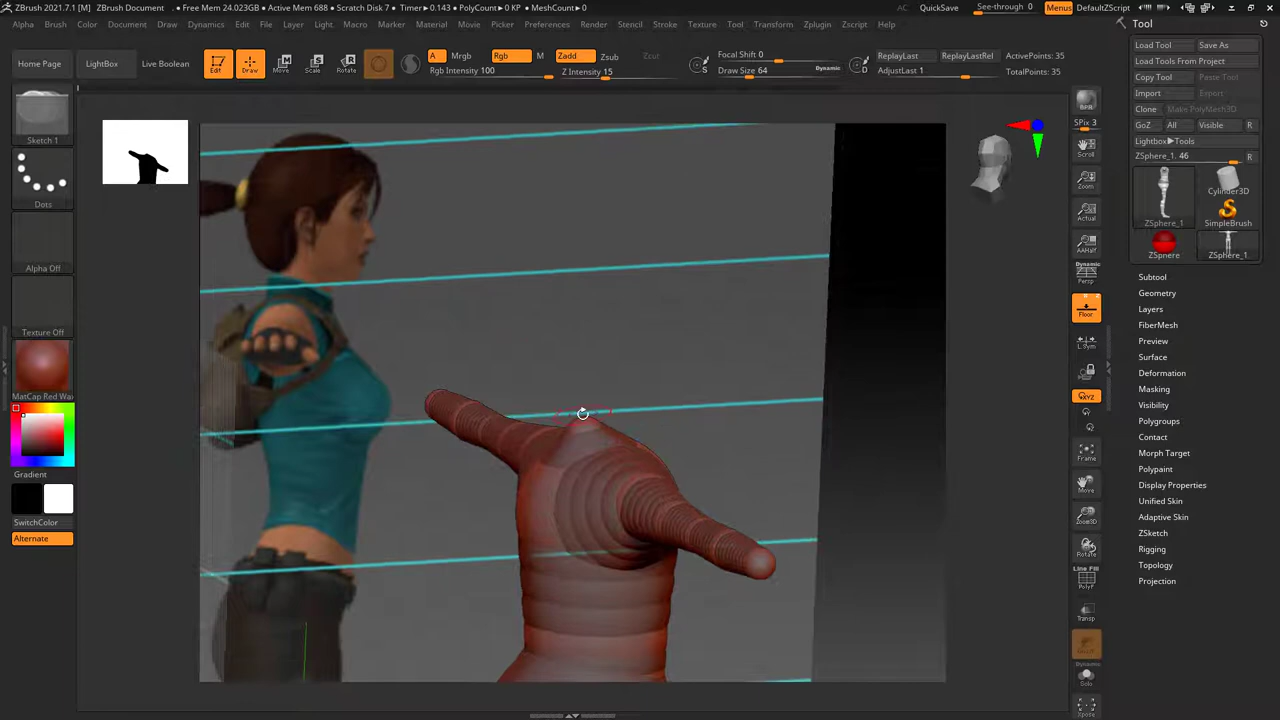 ZBrush 2021.7.1 [M]   ZBrush Document   • Free Mem 24.023GB • Active Mem 688 • Scratch Disk 7 • Timer▶0.143 • PolyCount▶0 KP • MeshCount▶0   AC   QuickSave   See-through 0   Menus   DefaultZScript
Alpha Brush Color Document Draw Dynamics Edit File Layer Light Macro Marker Material Movie Picker Preferences Render Stencil Stroke Texture Tool Transform Zplugin Zscript Help
Home Page LightBox Live Boolean
Edit Draw Move Scale Rotate
A Mrgb Rgb M Zadd Zsub Zcut
Rgb Intensity 100 Z Intensity 15
Focal Shift 0
Draw Size 64 Dynamic
S D
ReplayLast ReplayLastRel ActivePoints: 35
AdjustLast 1 TotalPoints: 35
Sketch 1
Dots
Alpha Off
Texture Off
MatCap Red Wa
Gradient
SwitchColor
Alternate
BPR
SPix 3
Scroll
Zoom
Actual
AAHalf
Dynamic
Persp
Floor
L.Sym
Frame
Move
Zoom3D
Rotate
Line Fill
PolyF
Transp
Dynamic
Solo
Xpose
Tool
Load Tool Save As
Load Tools From Project
Copy Tool Paste Tool
Import Export
Clone Make PolyMesh3D
GoZ All Visible R
Lightbox▶Tools
ZSphere_1. 46 R
Cylinder3D
ZSphere_1 SimpleBrush
ZSphere ZSphere_1
Subtool
Geometry
Layers
FiberMesh
Preview
Surface
Deformation
Masking
Visibility
Polygroups
Contact
Morph Target
Polypaint
Display Properties
Unified Skin
Adaptive Skin
ZSketch
Rigging
Topology
Projection